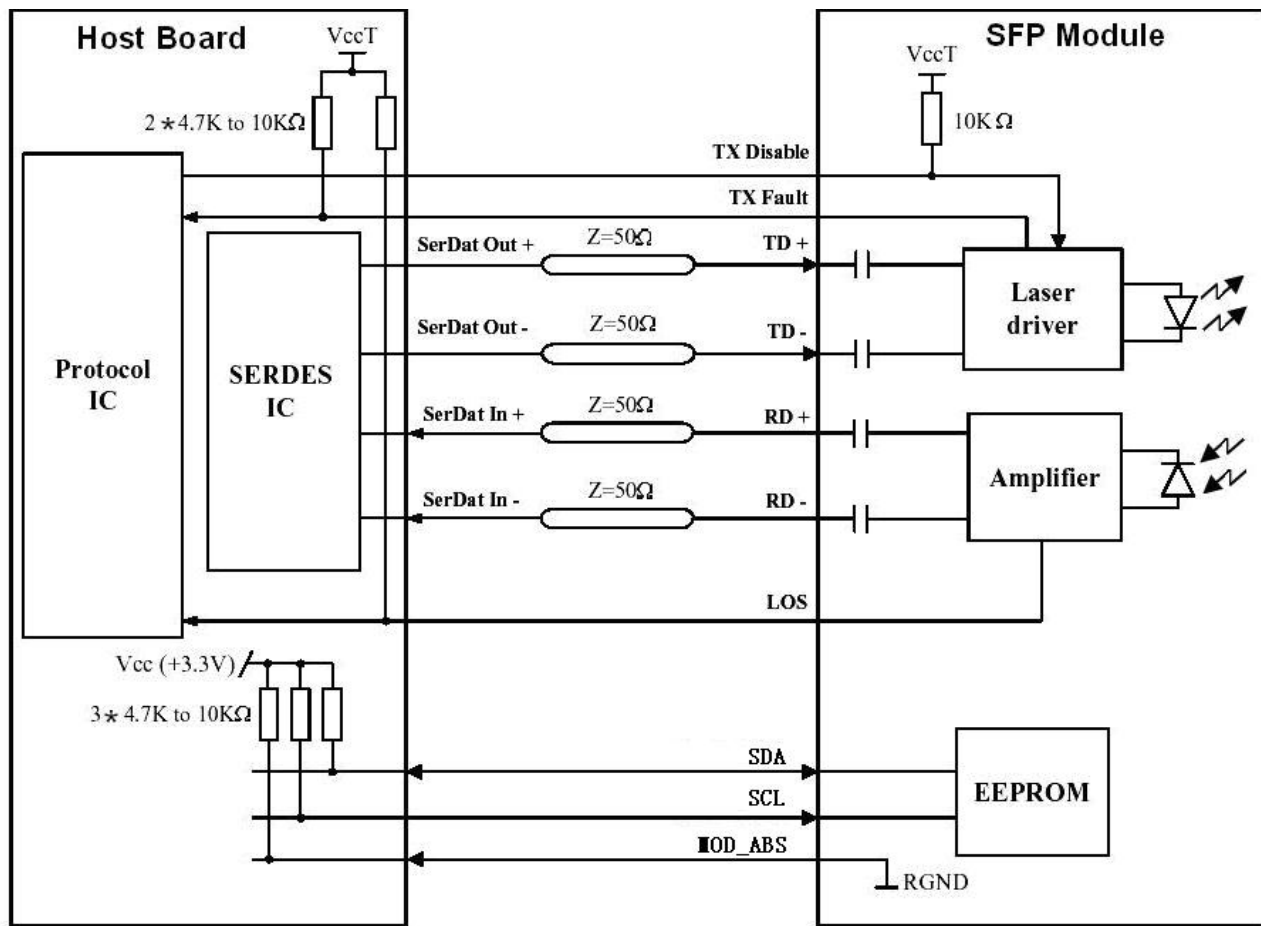 Host Board
SFP Module
VccT
VccT
2*4.7K to 10KΩ
10KΩ
TX Disable
TX Fault
SerDat Out +
Z=50Ω
TD +
Laser
driver
SerDat Out -
Z=50Ω
TD -
Protocol
IC
SERDES
IC
SerDat In +
Z=50Ω
RD +
Amplifier
SerDat In -
Z=50Ω
RD -
LOS
Vcc (+3.3V)
3*4.7K to 10KΩ
SDA
SCL
EEPROM
MOD_ABS
RGND